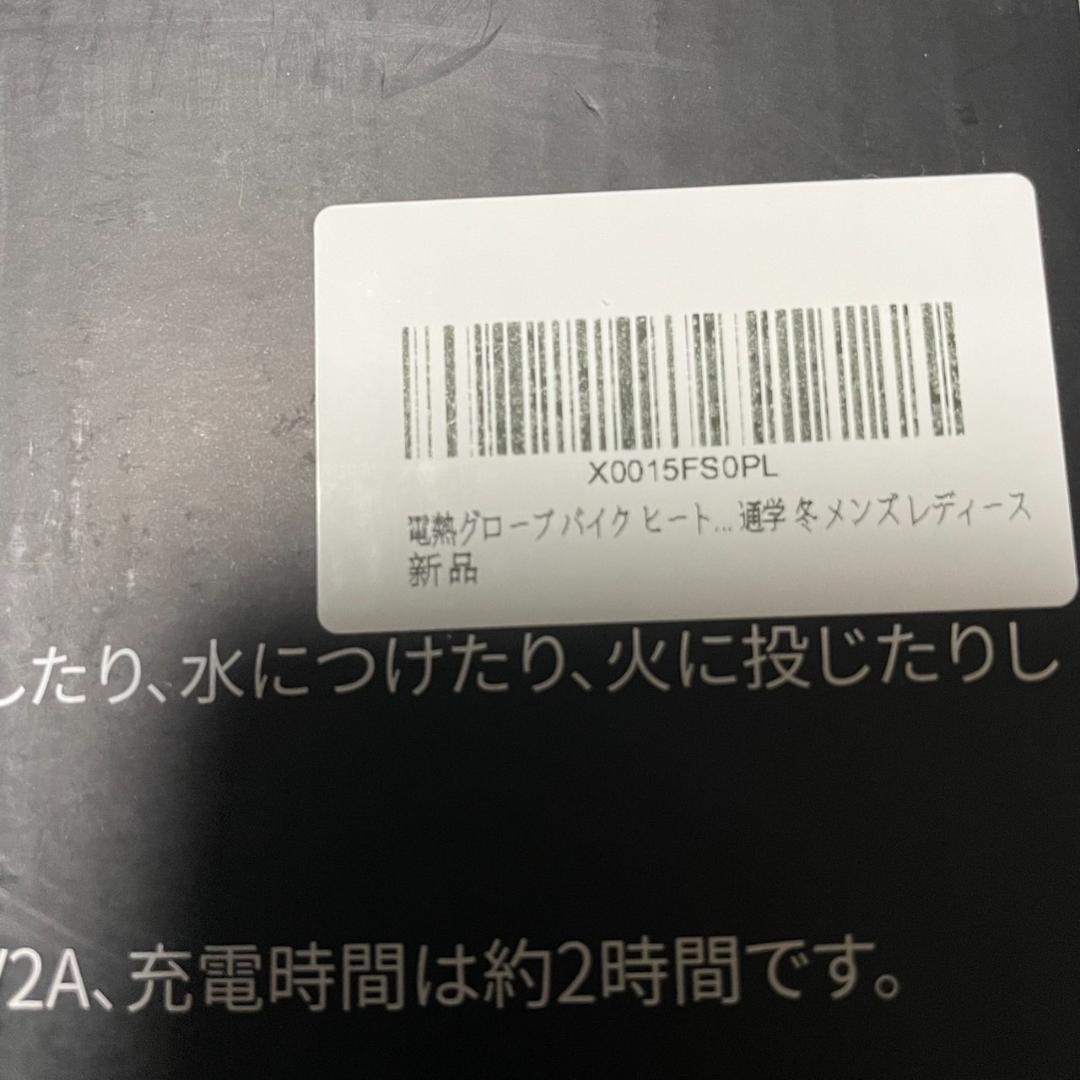 X0015FS0PL
電熱グローブ バイク ヒート... 通学 冬 メンズ レディース
新品
したり、水につけたり、火に投じたりし
/2A、充電時間は約2時間です。